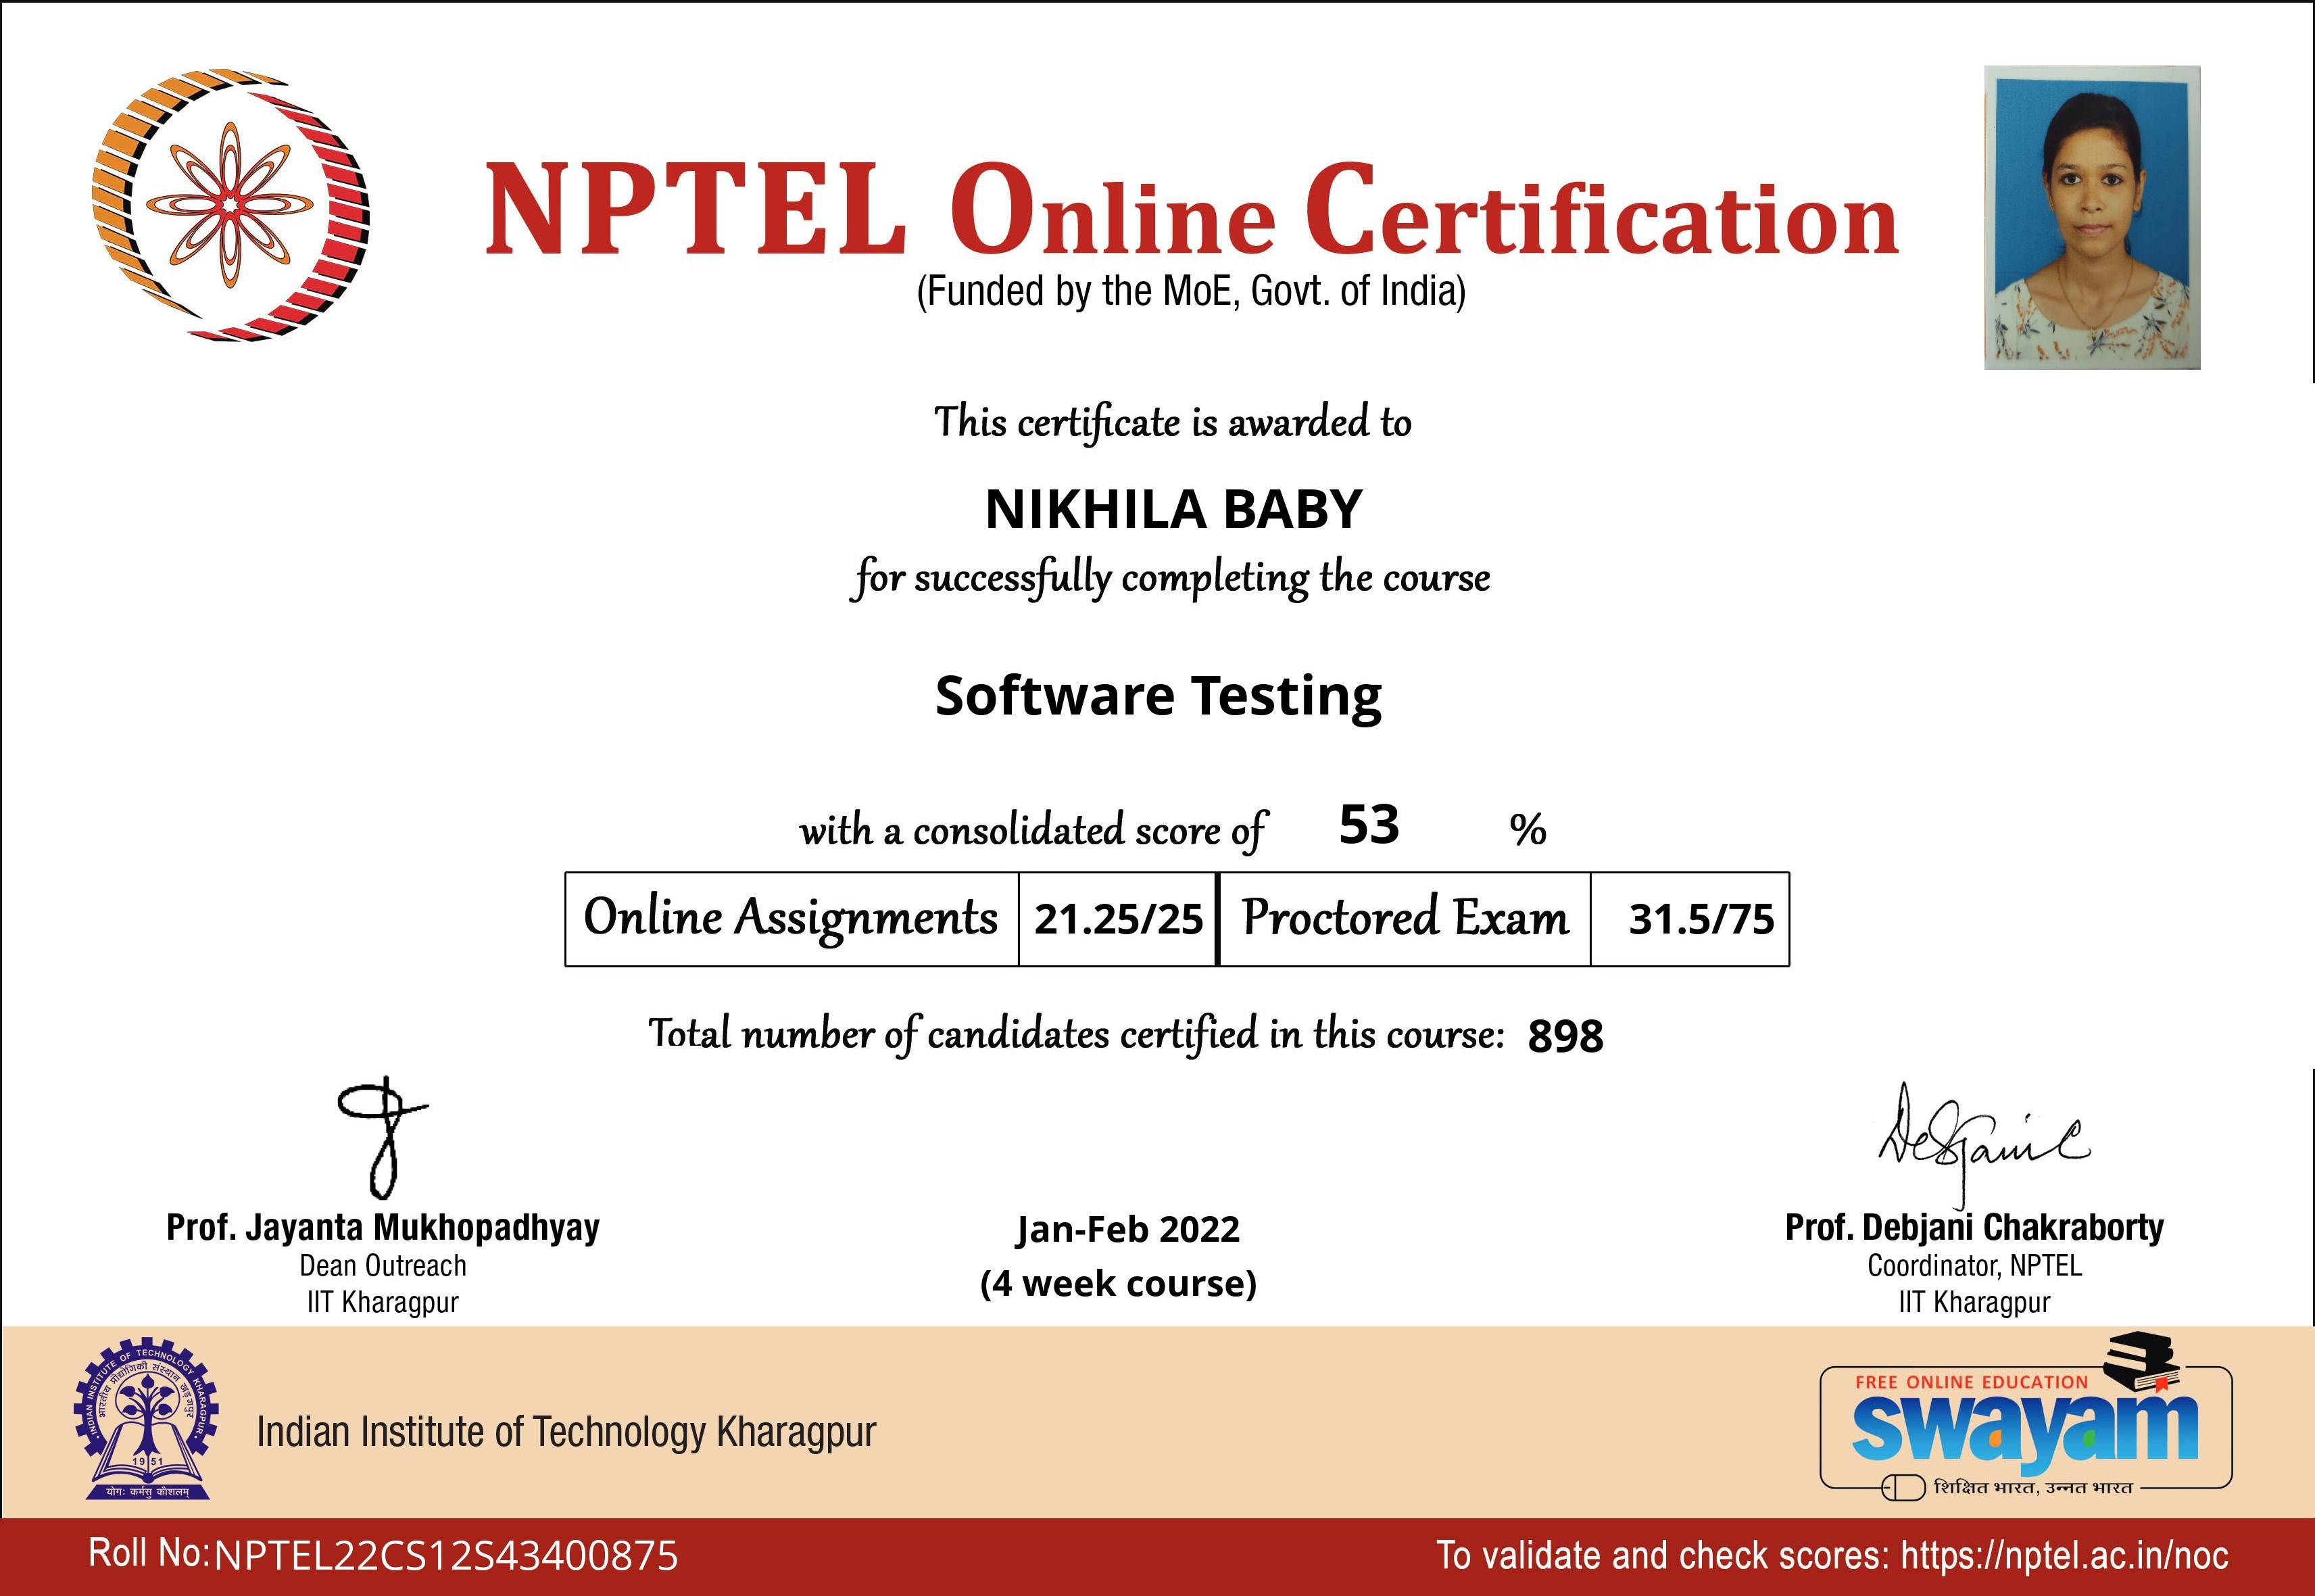 NPTEL Online Certification
(Funded by the MoE, Govt. of India)
This certificate is awarded to
NIKHILA BABY
for successfully completing the course
Software Testing
with a consolidated score of 53 %
Online Assignments 21.25/25 Proctored Exam 31.5/75
Total number of candidates certified in this course: 898
Prof. Jayanta Mukhopadhyay
Dean Outreach
IIT Kharagpur
Jan-Feb 2022
(4 week course)
Prof. Debjani Chakraborty
Coordinator, NPTEL
IIT Kharagpur
INDIAN INSTITUTE OF TECHNOLOGY KHARAGPUR
भारतीय प्रौद्योगिकी संस्थान खड़गपुर
1951
योगः कर्मसु कौशलम्
Indian Institute of Technology Kharagpur
FREE ONLINE EDUCATION
swayam
शिक्षित भारत, उन्नत भारत
Roll No:NPTEL22CS12S43400875
To validate and check scores: https://nptel.ac.in/noc